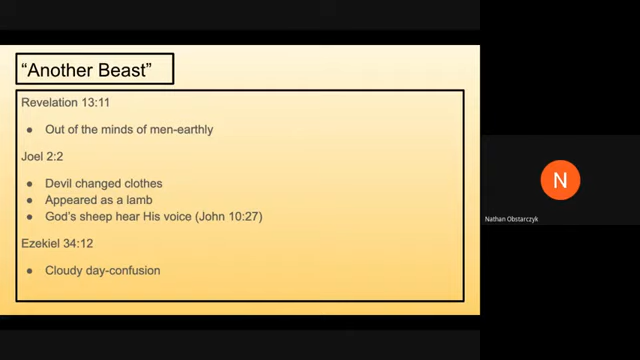 “Another Beast”
Revelation 13:11
● Out of the minds of men-earthly
Joel 2:2
● Devil changed clothes
● Appeared as a lamb
● God’s sheep hear His voice (John 10:27)
Ezekiel 34:12
● Cloudy day-confusion
N
Nathan Obstarczyk